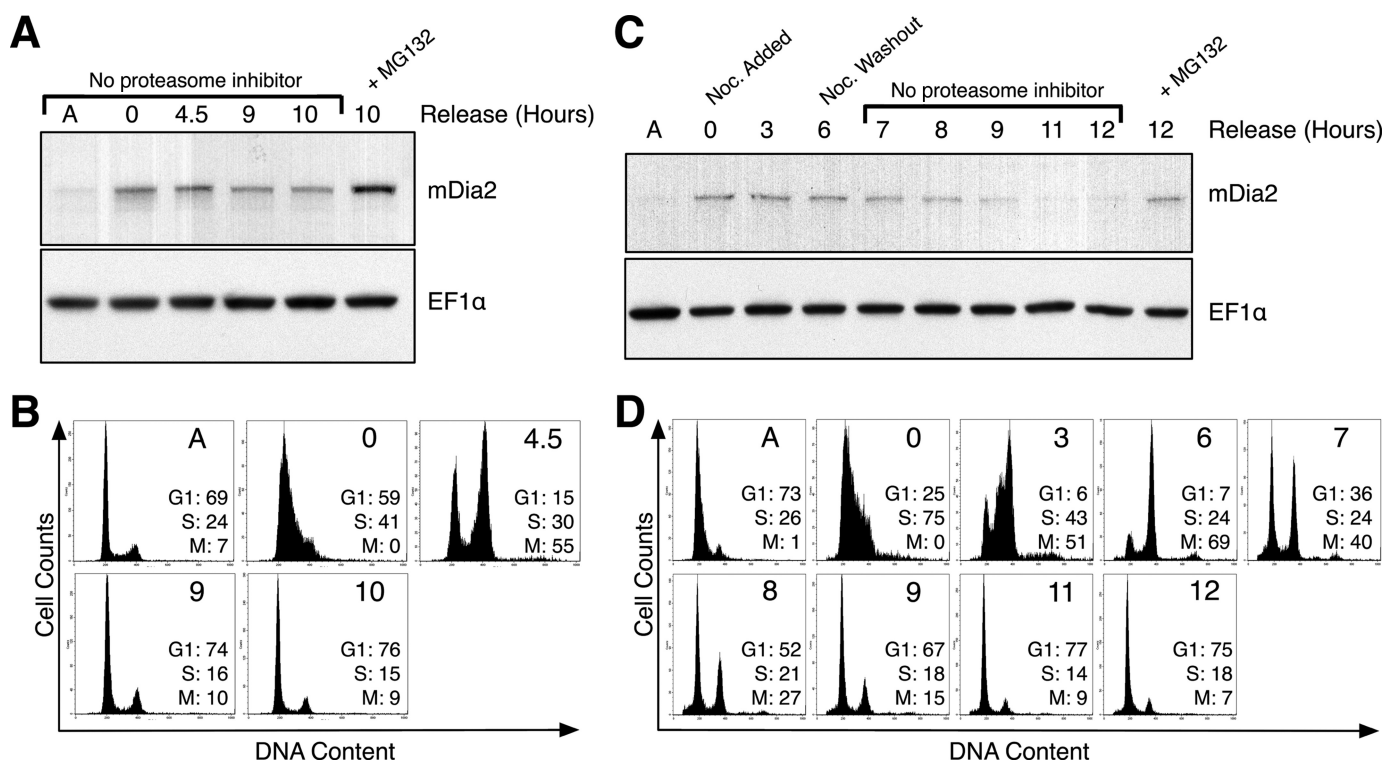 A
No proteasome inhibitor
+ MG132
A 0 4.5 9 10 10 Release (Hours)
mDia2
EF1α
B
Cell Counts
A
G1: 69
S: 24
M: 7
0
G1: 59
S: 41
M: 0
4.5
G1: 15
S: 30
M: 55
9
G1: 74
S: 16
M: 10
10
G1: 76
S: 15
M: 9
DNA Content
C
Noc. Added
Noc. Washout
No proteasome inhibitor
+ MG132
A 0 3 6 7 8 9 11 12 12 Release (Hours)
mDia2
EF1α
D
Cell Counts
A
G1: 73
S: 26
M: 1
0
G1: 25
S: 75
M: 0
3
G1: 6
S: 43
M: 51
6
G1: 7
S: 24
M: 69
7
G1: 36
S: 24
M: 40
8
G1: 52
S: 21
M: 27
9
G1: 67
S: 18
M: 15
11
G1: 77
S: 14
M: 9
12
G1: 75
S: 18
M: 7
DNA Content